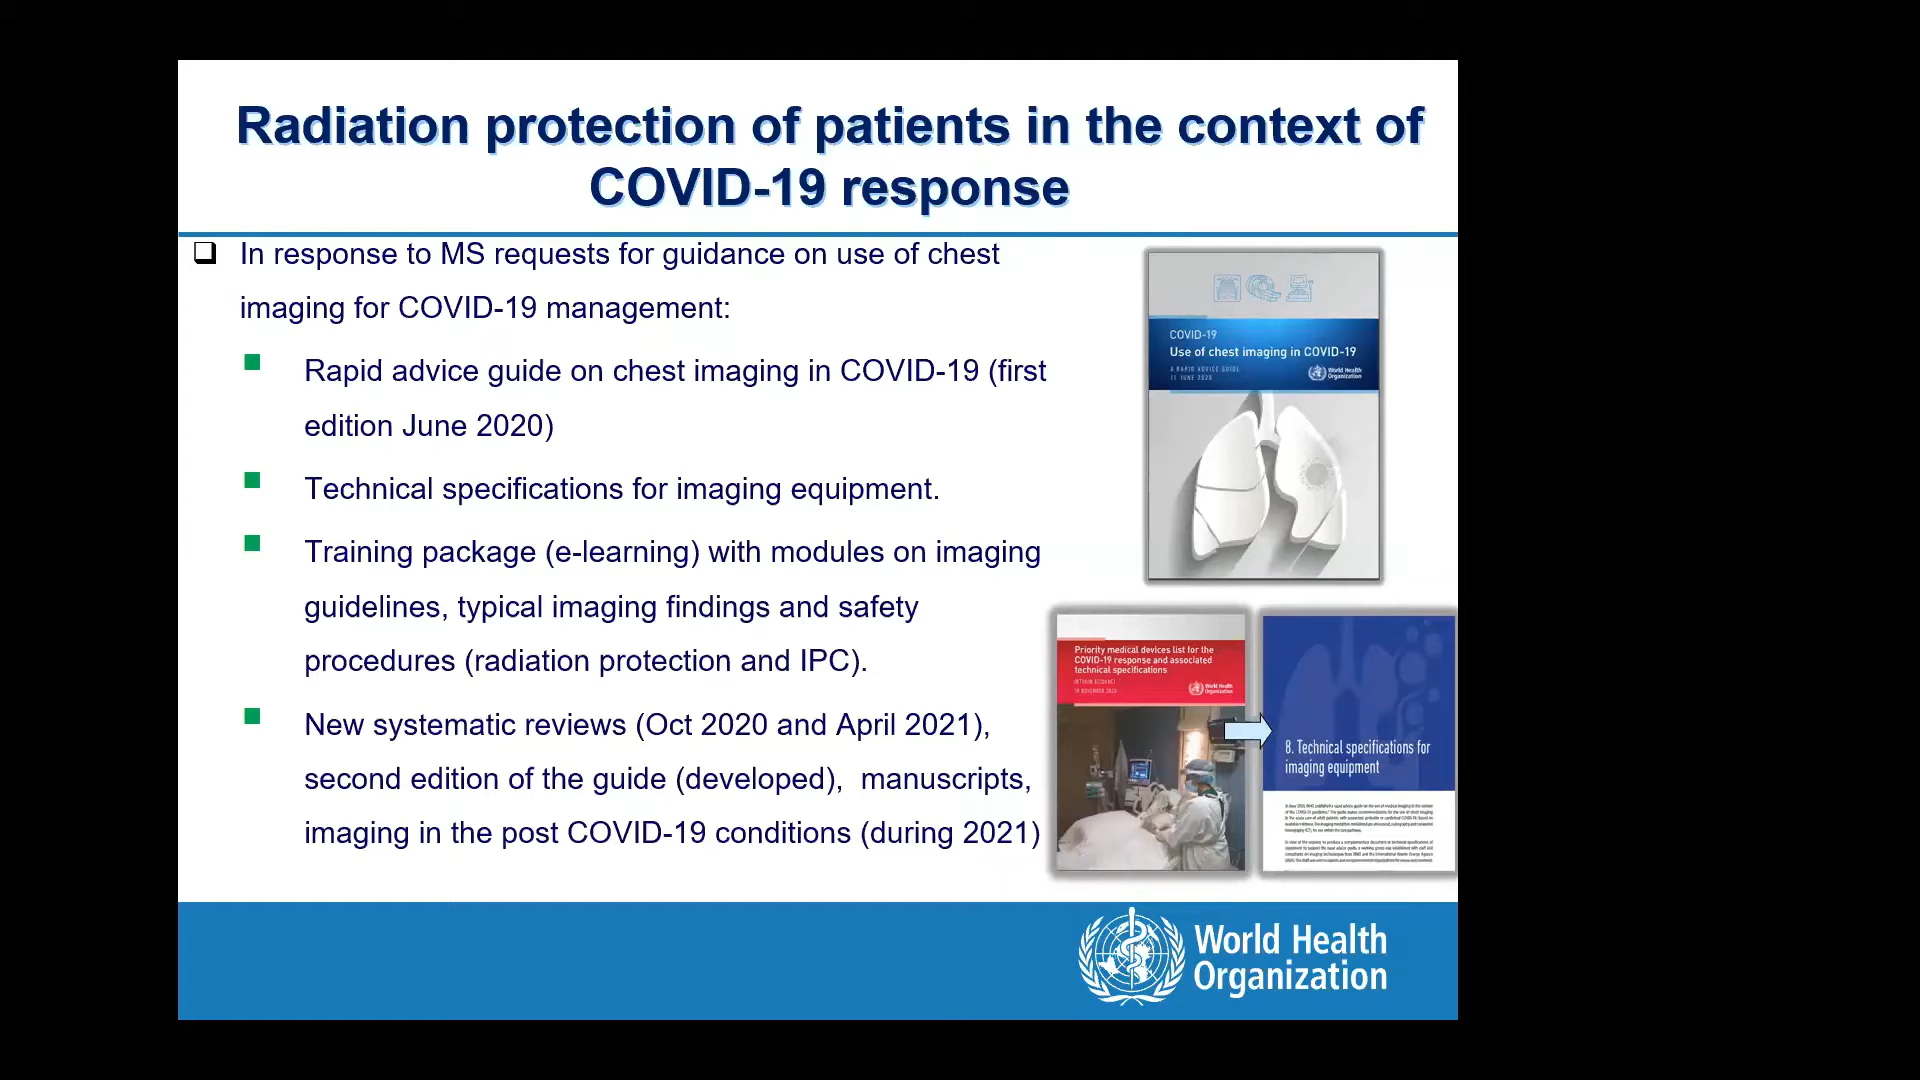 Radiation protection of patients in the context of
COVID-19 response
In response to MS requests for guidance on use of chest
imaging for COVID-19 management:
Rapid advice guide on chest imaging in COVID-19 (first
edition June 2020)
Technical specifications for imaging equipment.
Training package (e-learning) with modules on imaging
guidelines, typical imaging findings and safety
procedures (radiation protection and IPC).
New systematic reviews (Oct 2020 and April 2021),
second edition of the guide (developed), manuscripts,
imaging in the post COVID-19 conditions (during 2021)
COVID-19
Use of chest imaging in COVID-19
A RAPID ADVICE GUIDE
11 JUNE 2020
World Health
Organization
Priority medical devices list for the
COVID-19 response and associated
technical specifications
INTERIM GUIDANCE
19 NOVEMBER 2020
World Health
Organization
8. Technical specifications for
imaging equipment
World Health
Organization